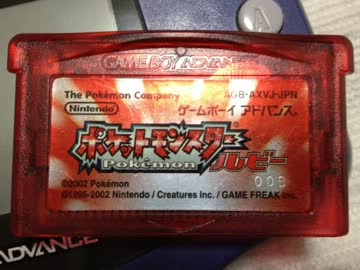 A
GAME BOY ADVANCE
The Pokémon Company
AGB-AXVJ-JPN
Nintendo
ゲームボーイ アドバンス®
ポケットモンスター
Pokémon
ルビー
008
©2002 Pokémon
©1995-2002 Nintendo / Creatures Inc. / GAME FREAK Inc.
ADVANCE